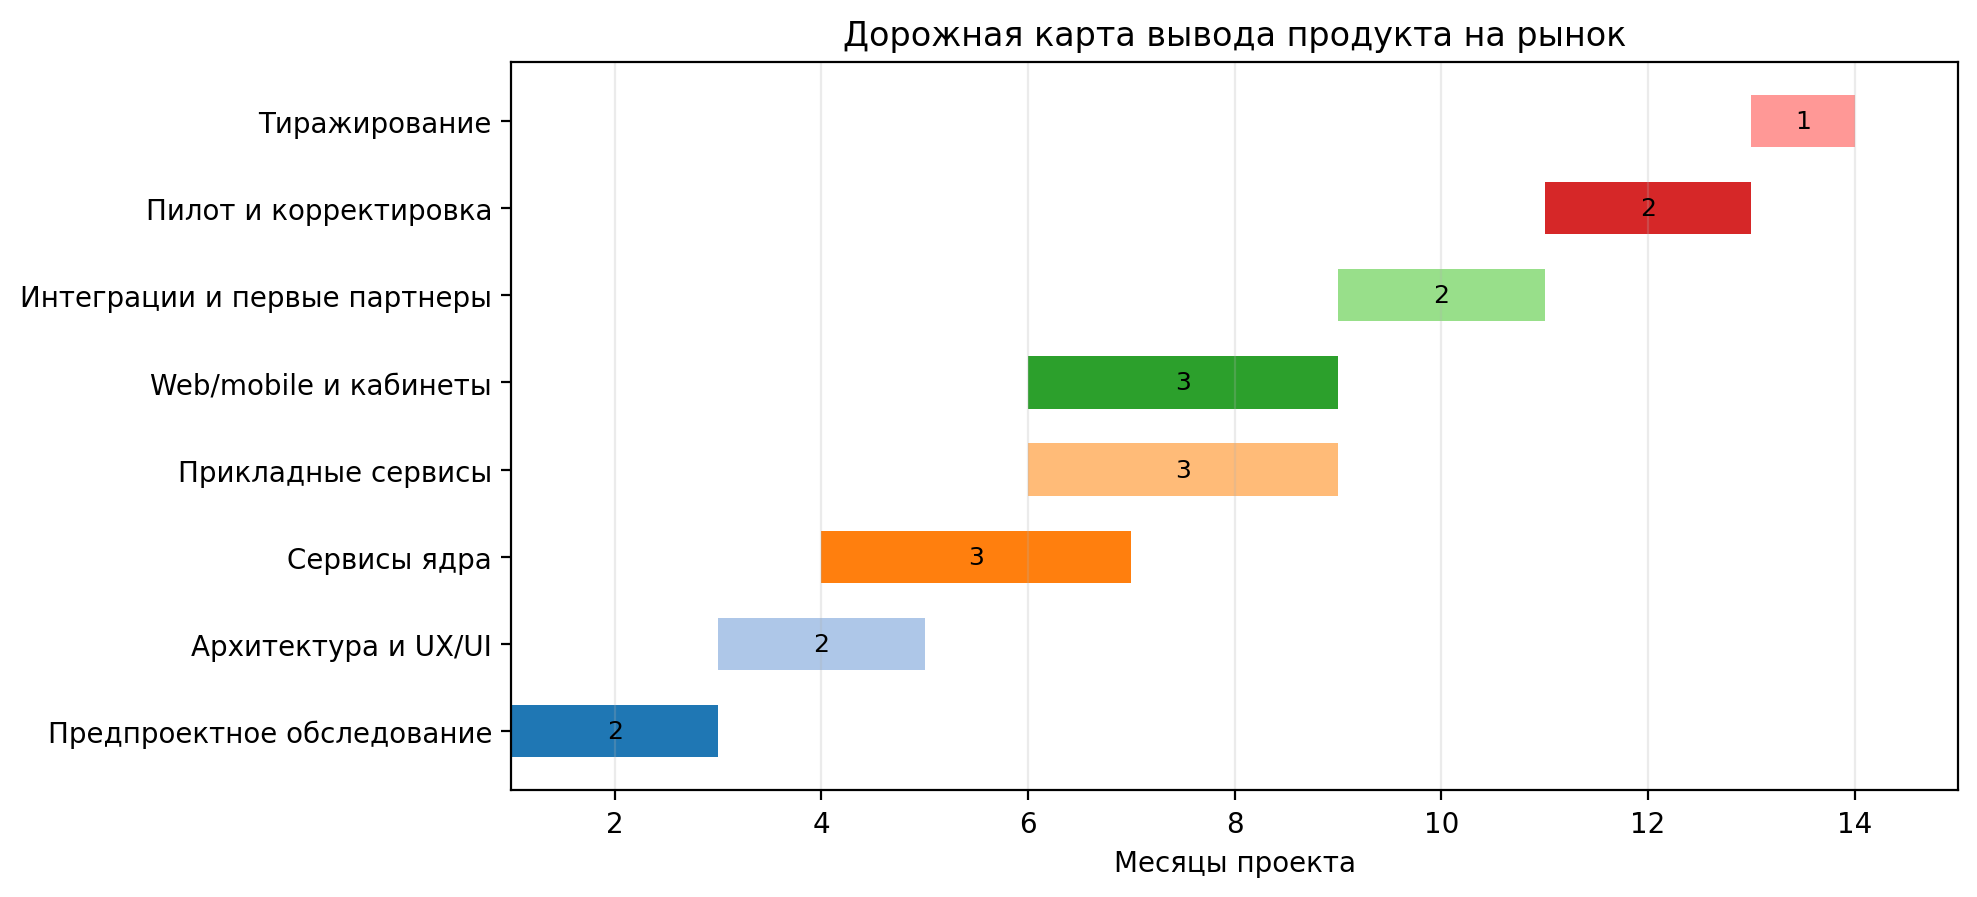 Дорожная карта вывода продукта на рынок
Тиражирование
1
Пилот и корректировка
2
Интеграции и первые партнеры
2
Web/mobile и кабинеты
3
Прикладные сервисы
3
Сервисы ядра
3
Архитектура и UX/UI
2
Предпроектное обследование
2
2 4 6 8 10 12 14
Месяцы проекта